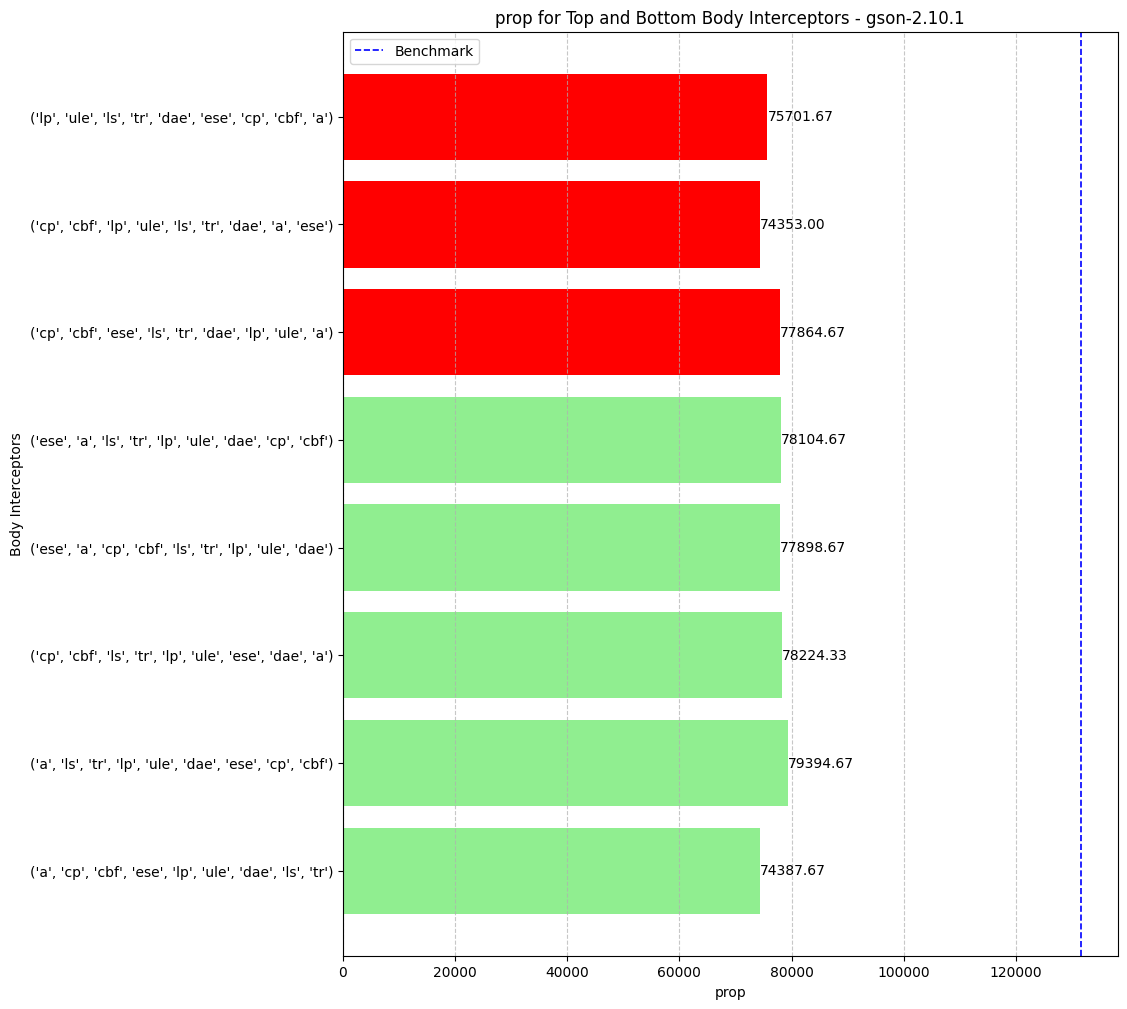 prop for Top and Bottom Body Interceptors - gson-2.10.1
Benchmark
('lp', 'ule', 'ls', 'tr', 'dae', 'ese', 'cp', 'cbf', 'a')
75701.67
('cp', 'cbf', 'lp', 'ule', 'ls', 'tr', 'dae', 'a', 'ese')
74353.00
('cp', 'cbf', 'ese', 'ls', 'tr', 'dae', 'lp', 'ule', 'a')
77864.67
('ese', 'a', 'ls', 'tr', 'lp', 'ule', 'dae', 'cp', 'cbf')
78104.67
('ese', 'a', 'cp', 'cbf', 'ls', 'tr', 'lp', 'ule', 'dae')
77898.67
('cp', 'cbf', 'ls', 'tr', 'lp', 'ule', 'ese', 'dae', 'a')
78224.33
('a', 'ls', 'tr', 'lp', 'ule', 'dae', 'ese', 'cp', 'cbf')
79394.67
('a', 'cp', 'cbf', 'ese', 'lp', 'ule', 'dae', 'ls', 'tr')
74387.67
Body Interceptors
0 20000 40000 60000 80000 100000 120000
prop